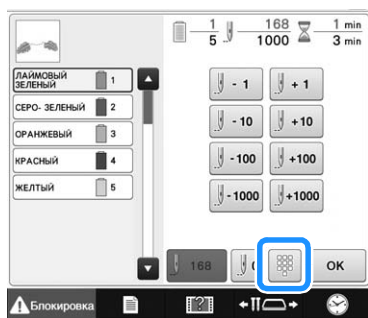 1 168 1 min
5 1000 3 min
ЛАЙМОВЫЙ ЗЕЛЕНЫЙ 1
СЕРО- ЗЕЛЕНЫЙ 2
ОРАНЖЕВЫЙ 3
КРАСНЫЙ 4
ЖЕЛТЫЙ 5
- 1 + 1
- 10 +10
- 100 +100
- 1000 +1000
168 OK
Блокировка